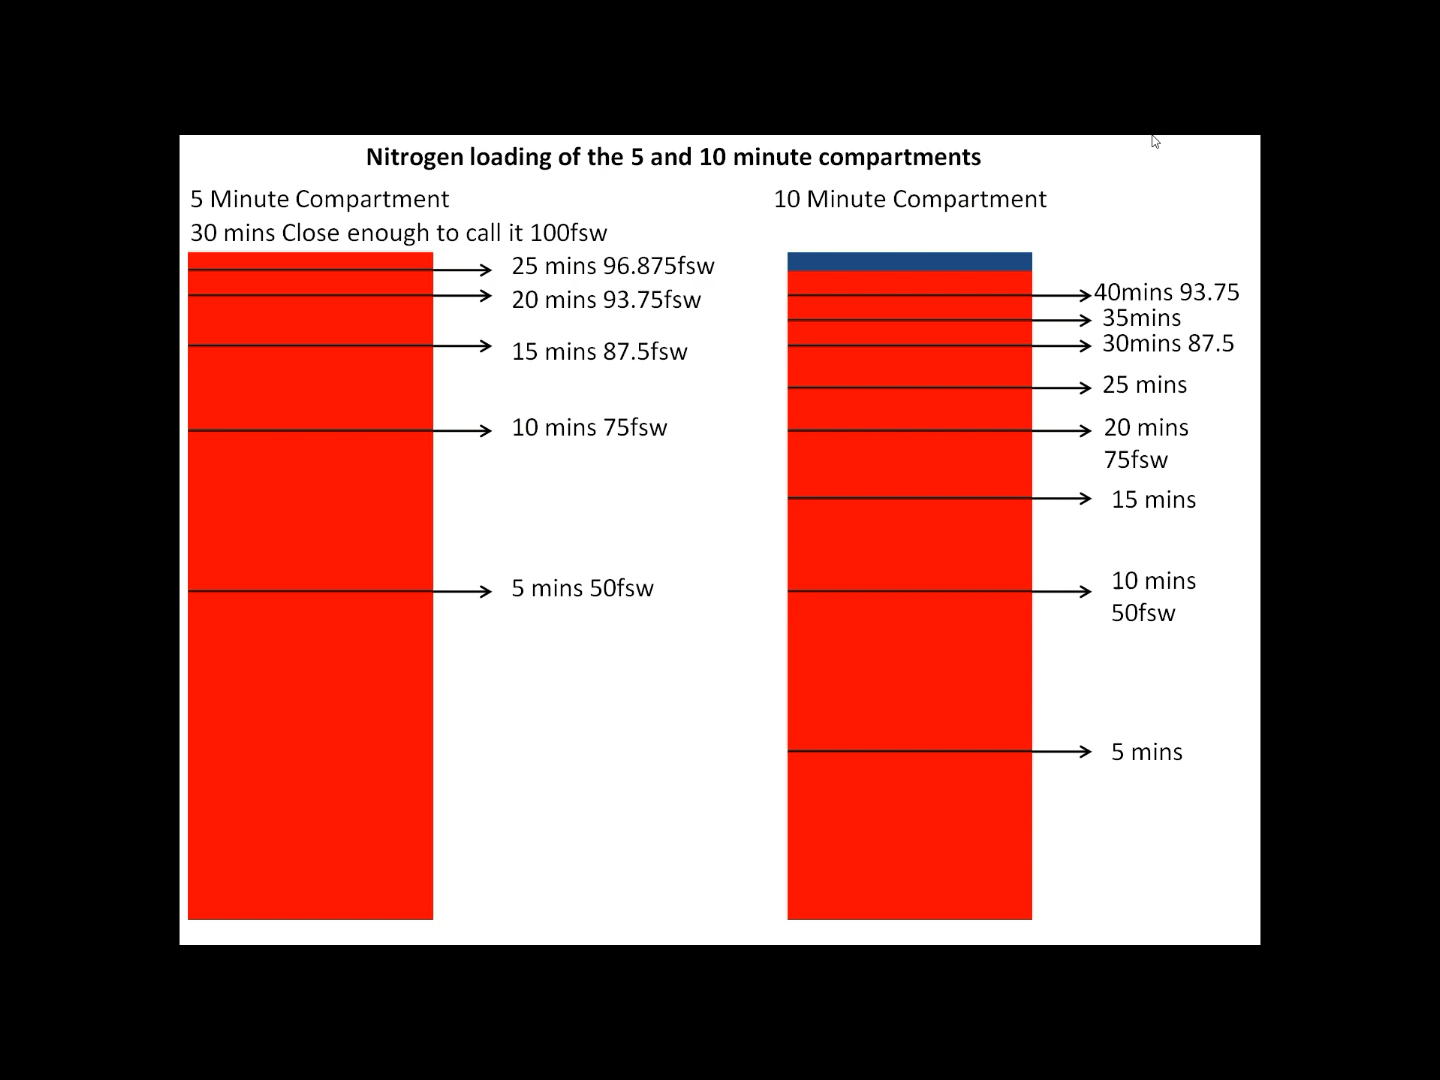 Nitrogen loading of the 5 and 10 minute compartments
5 Minute Compartment
30 mins Close enough to call it 100fsw
25 mins 96.875fsw
20 mins 93.75fsw
15 mins 87.5fsw
10 mins 75fsw
5 mins 50fsw
10 Minute Compartment
40mins 93.75
35mins
30mins 87.5
25 mins
20 mins
75fsw
15 mins
10 mins
50fsw
5 mins